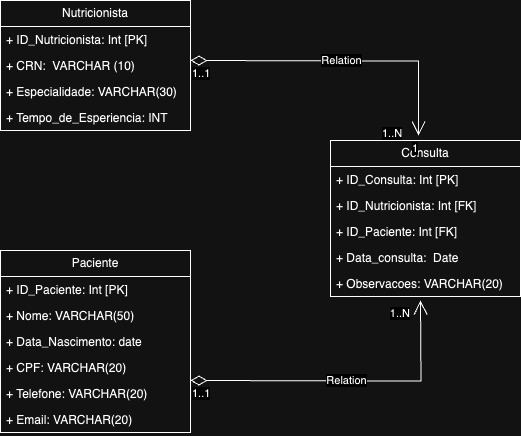 Nutricionista
+ ID_Nutricionista: Int [PK]
+ CRN:  VARCHAR (10)
+ Especialidade: VARCHAR(30)
+ Tempo_de_Esperiencia: INT
1..1
Relation
1..N
1
Consulta
+ ID_Consulta: Int [PK]
+ ID_Nutricionista: Int [FK]
+ ID_Paciente: Int [FK]
+ Data_consulta:  Date
+ Observacoes: VARCHAR(20)
Paciente
+ ID_Paciente: Int [PK]
+ Nome: VARCHAR(50)
+ Data_Nascimento: date
+ CPF: VARCHAR(20)
+ Telefone: VARCHAR(20)
+ Email: VARCHAR(20)
1..1
Relation
1..N